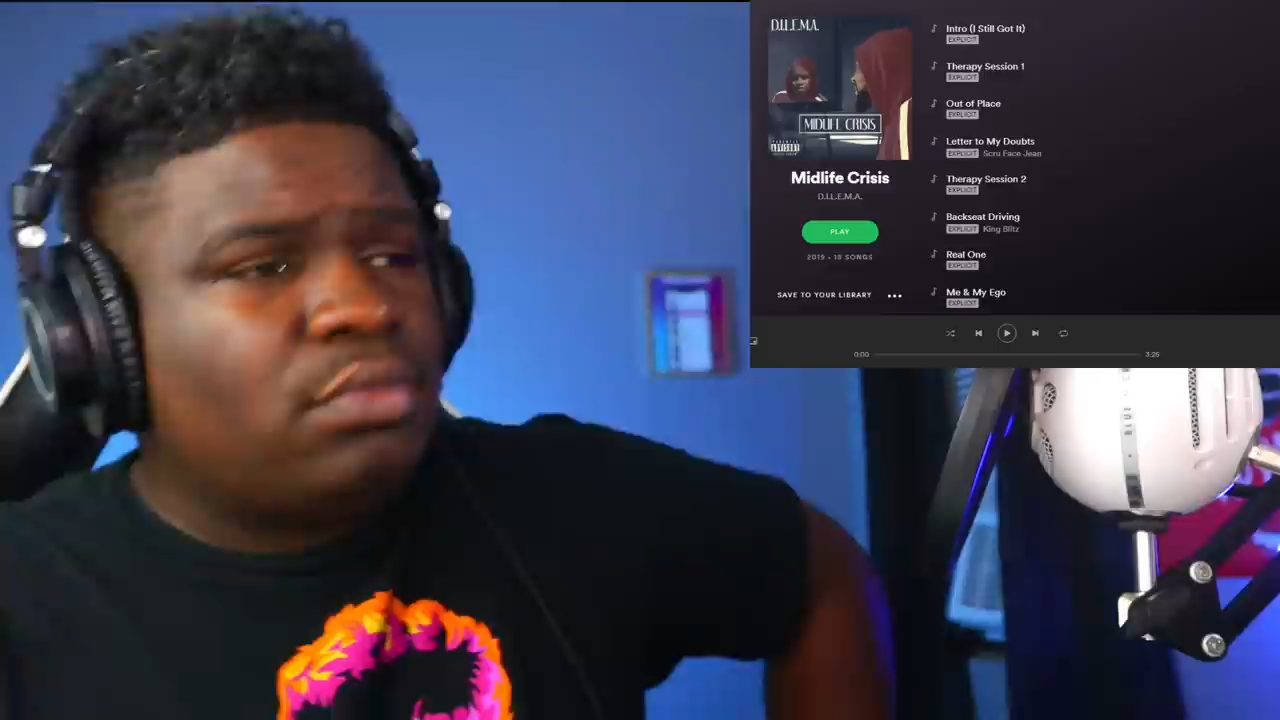 D.I.L.E.M.A.
MIDLIFE CRISIS
Midlife Crisis
D.I.L.E.M.A.
PLAY
2019 • 18 SONGS
SAVE TO YOUR LIBRARY
Intro (I Still Got It)
EXPLICIT
Therapy Session 1
EXPLICIT
Out of Place
EXPLICIT
Letter to My Doubts
EXPLICIT Scru Face Jean
Therapy Session 2
EXPLICIT
Backseat Driving
EXPLICIT King Blitz
Real One
EXPLICIT
Me & My Ego
EXPLICIT
0:00
3:25